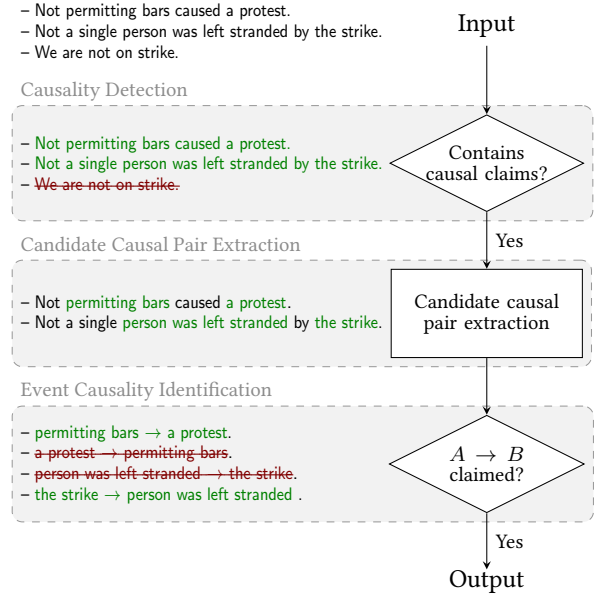 – Not permitting bars caused a protest.
– Not a single person was left stranded by the strike.
– We are not on strike.
Input
Causality Detection
– Not permitting bars caused a protest.
– Not a single person was left stranded by the strike.
– We are not on strike.
Contains
causal claims?
Yes
Candidate Causal Pair Extraction
– Not permitting bars caused a protest.
– Not a single person was left stranded by the strike.
Candidate causal
pair extraction
Event Causality Identification
– permitting bars → a protest.
– a protest → permitting bars.
– person was left stranded → the strike.
– the strike → person was left stranded .
A → B
claimed?
Yes
Output